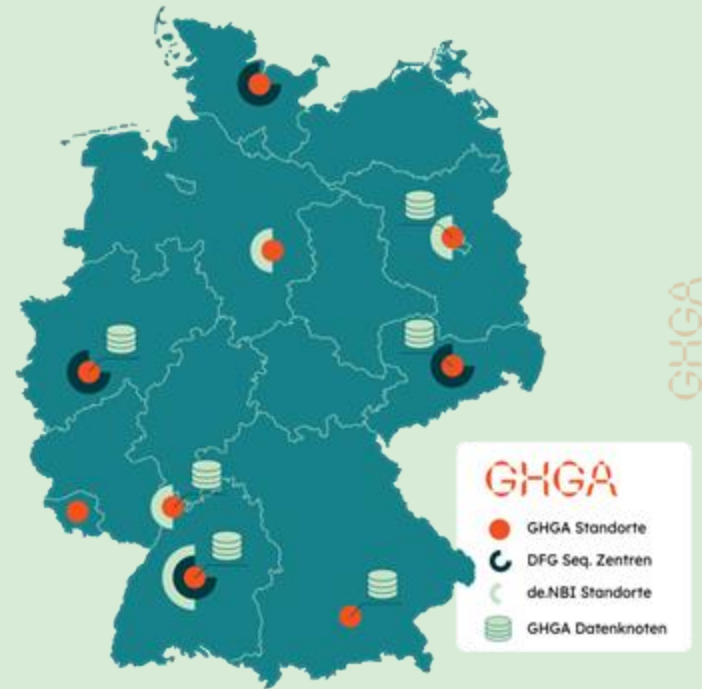 GHGA
GHGA
GHGA Standorte
DFG Seq. Zentren
de.NBI Standorte
GHGA Datenknoten